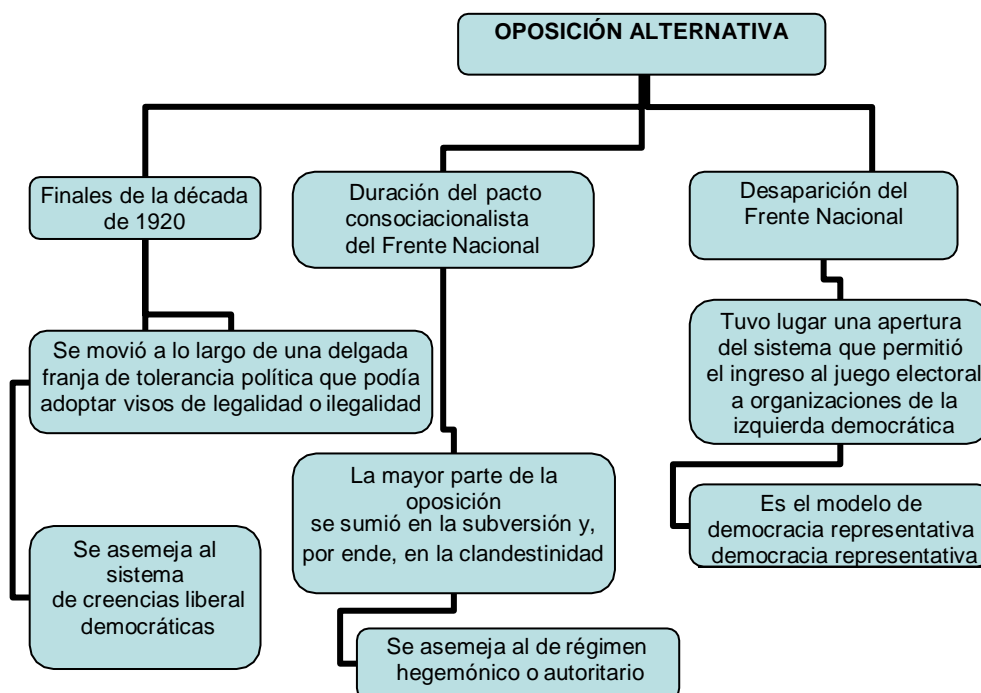 OPOSICIÓN ALTERNATIVA
Finales de la década
de 1920
Duración del pacto
consociacionalista
del Frente Nacional
Desaparición del
Frente Nacional
Se movió a lo largo de una delgada
franja de tolerancia política que podía
adoptar visos de legalidad o ilegalidad
Tuvo lugar una apertura
del sistema que permitió
el ingreso al juego electoral
a organizaciones de la
izquierda democrática
La mayor parte de la
oposición
se sumió en la subversión y,
por ende, en la clandestinidad
Es el modelo de
democracia representativa
democracia representativa
Se asemeja al
sistema
de creencias liberal
democráticas
Se asemeja al de régimen
hegemónico o autoritario